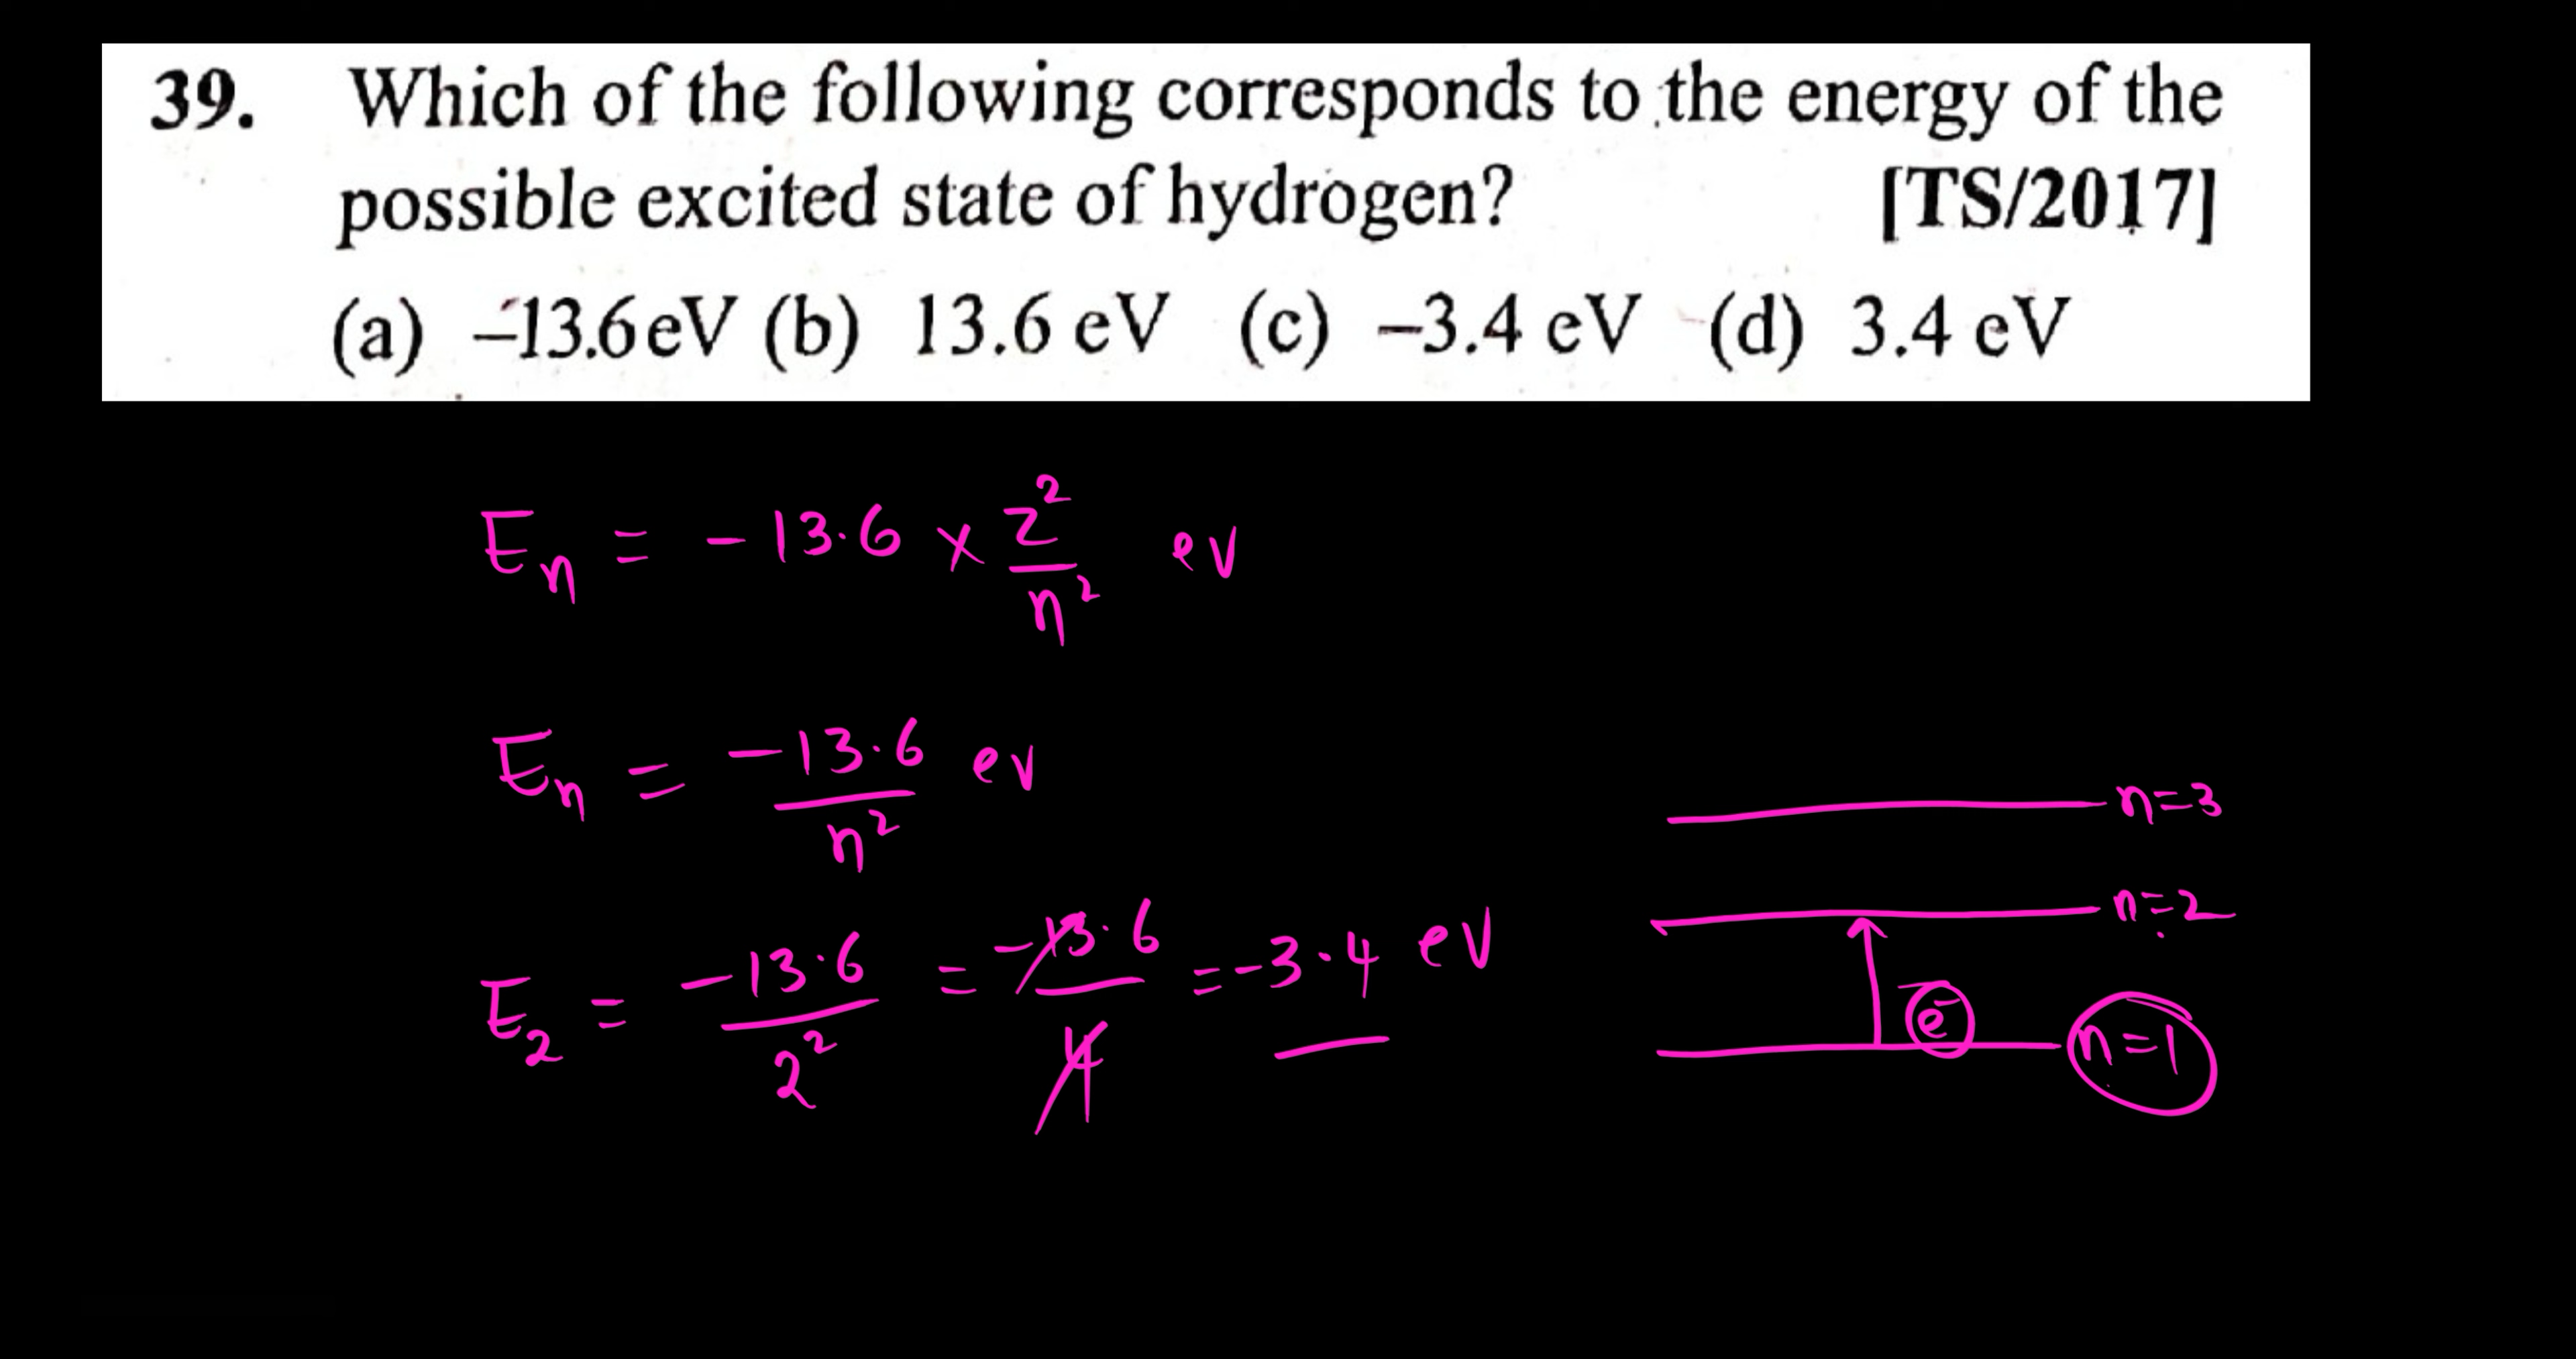 39. Which of the following corresponds to the energy of the
possible excited state of hydrogen? [TS/2017]
(a) –13.6eV (b) 13.6 eV (c) –3.4 eV (d) 3.4 eV
En = - 13.6 x Z²/n² ev
En = -13.6/n² ev
n=3
n=2
E₂ = -13.6/2² = -13.6/4 = -3.4 eV
e⁻
n=1